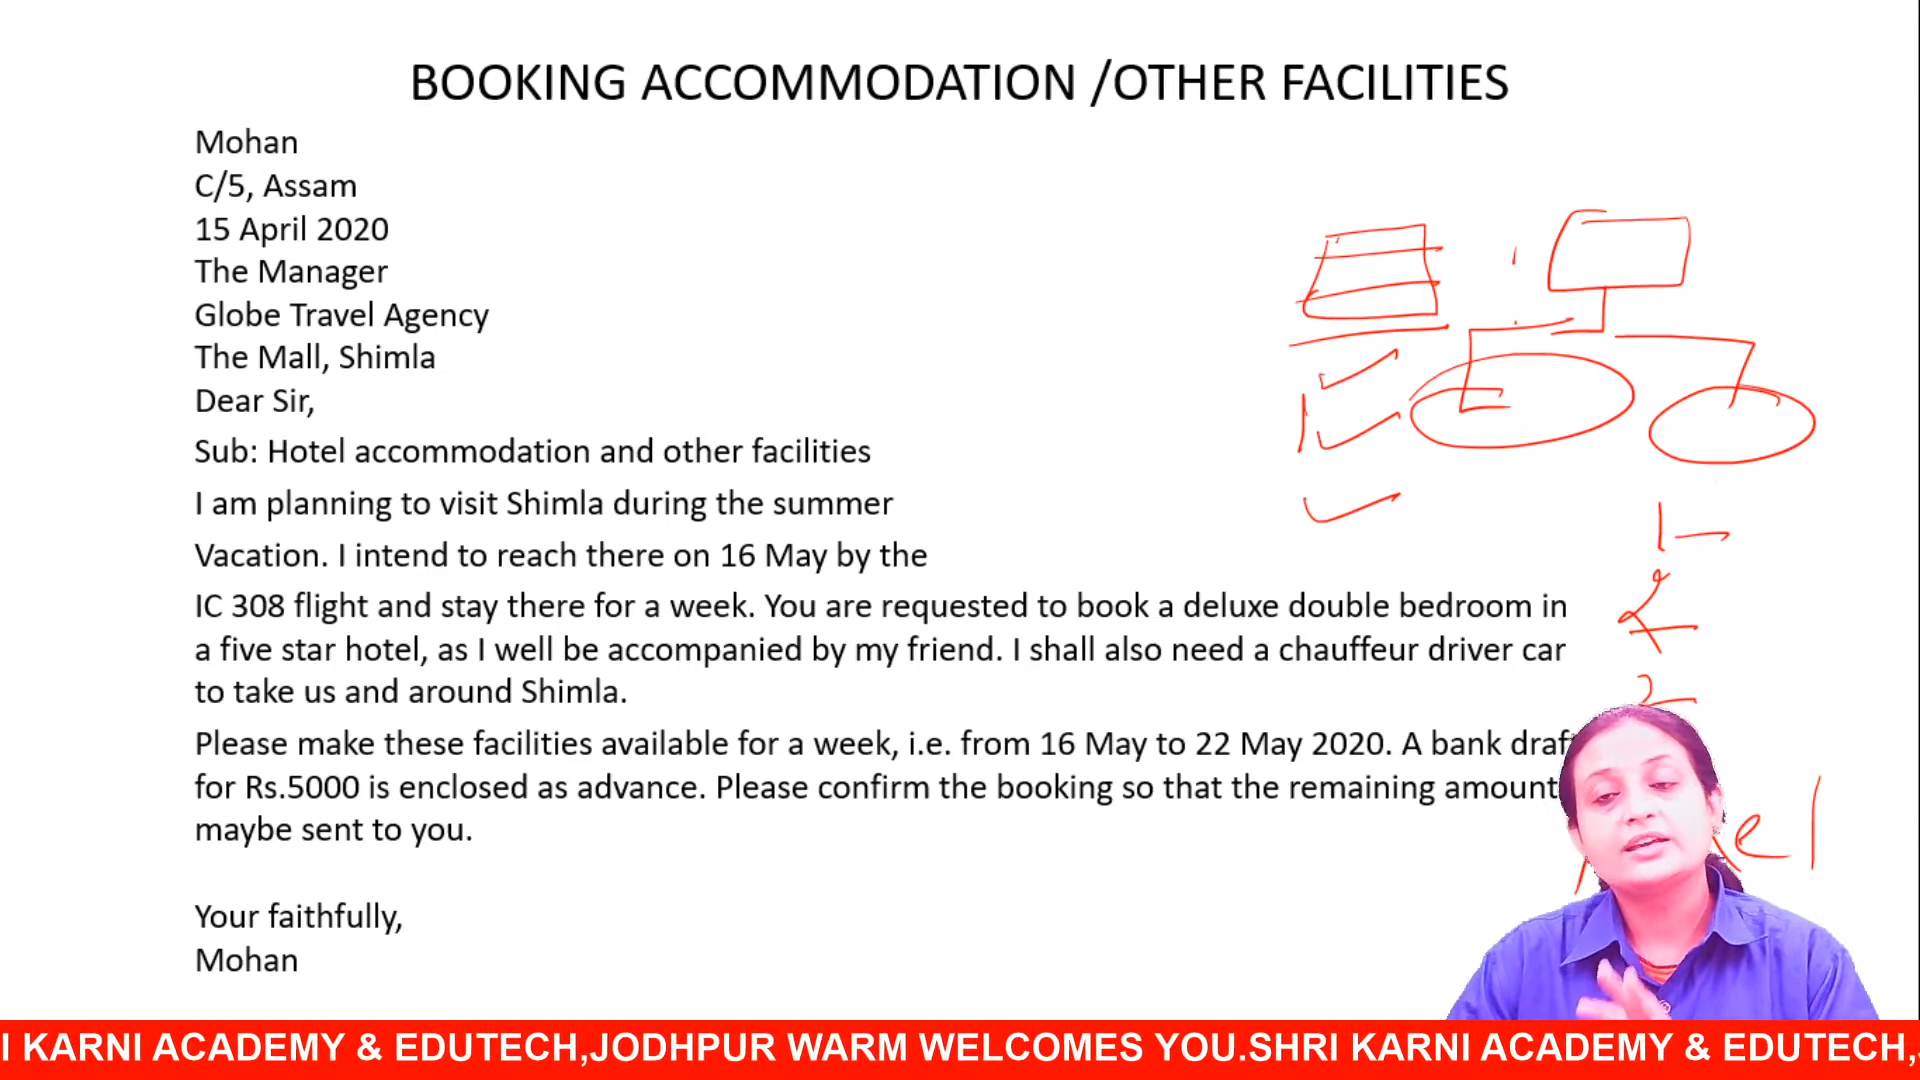 BOOKING ACCOMMODATION /OTHER FACILITIES
Mohan
C/5, Assam
15 April 2020
The Manager
Globe Travel Agency
The Mall, Shimla
Dear Sir,
Sub: Hotel accommodation and other facilities
I am planning to visit Shimla during the summer
Vacation. I intend to reach there on 16 May by the
IC 308 flight and stay there for a week. You are requested to book a deluxe double bedroom in
a five star hotel, as I well be accompanied by my friend. I shall also need a chauffeur driver car
to take us and around Shimla.
Please make these facilities available for a week, i.e. from 16 May to 22 May 2020. A bank draf
for Rs.5000 is enclosed as advance. Please confirm the booking so that the remaining amount
maybe sent to you.
Your faithfully,
Mohan
I KARNI ACADEMY & EDUTECH,JODHPUR WARM WELCOMES YOU.SHRI KARNI ACADEMY & EDUTECH,